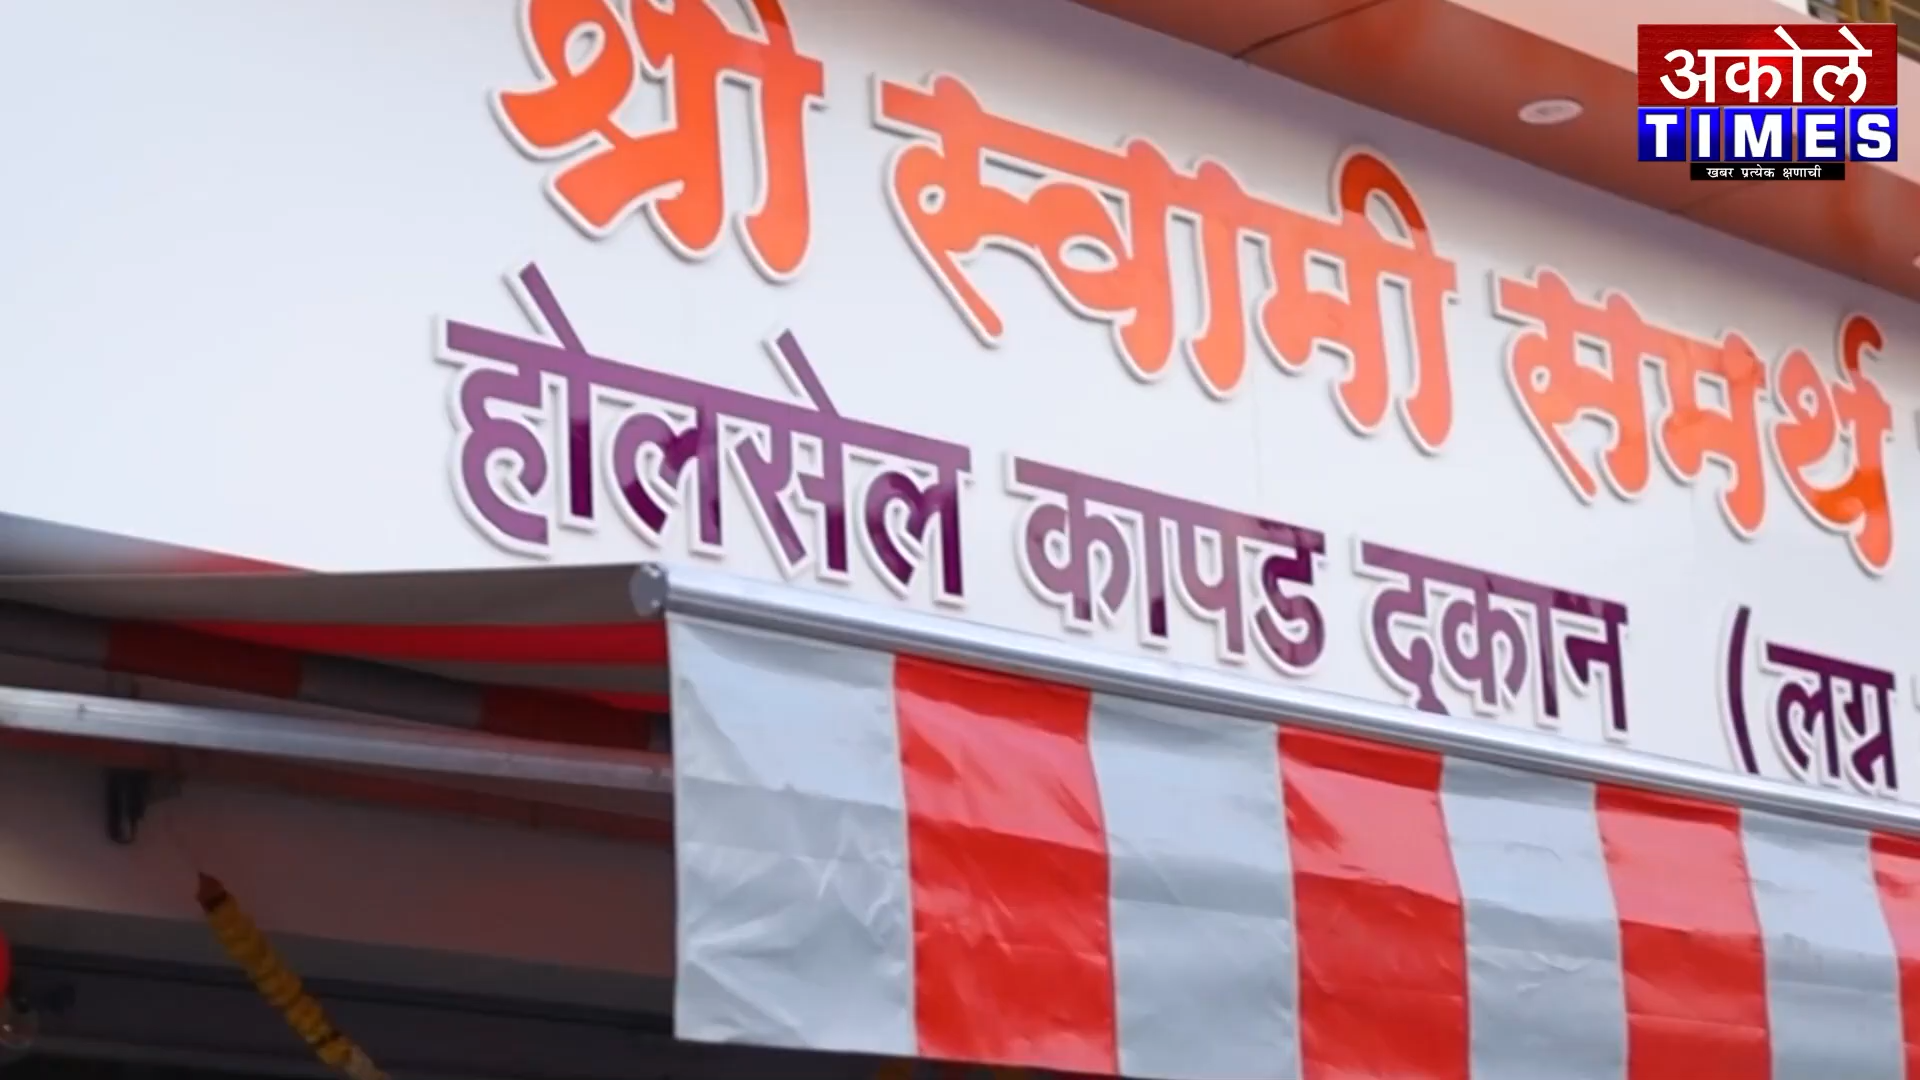 श्री स्वामी समर्थ
होलसेल कापड दुकान (लग्न
अकोले
TIMES
खबर प्रत्येक क्षणाची